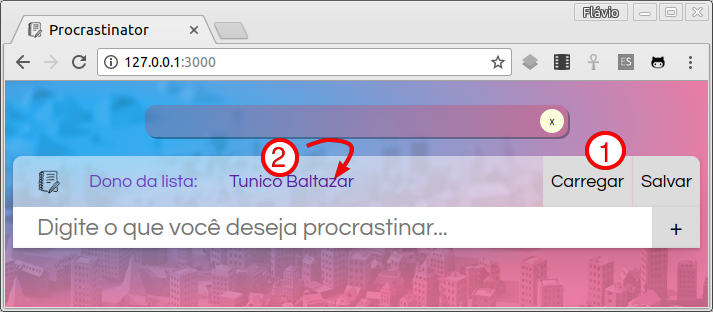 Flávio
Procrastinator
127.0.0.1:3000
ES
x
2
1
Dono da lista: Tunico Baltazar Carregar Salvar
Digite o que você deseja procrastinar... +